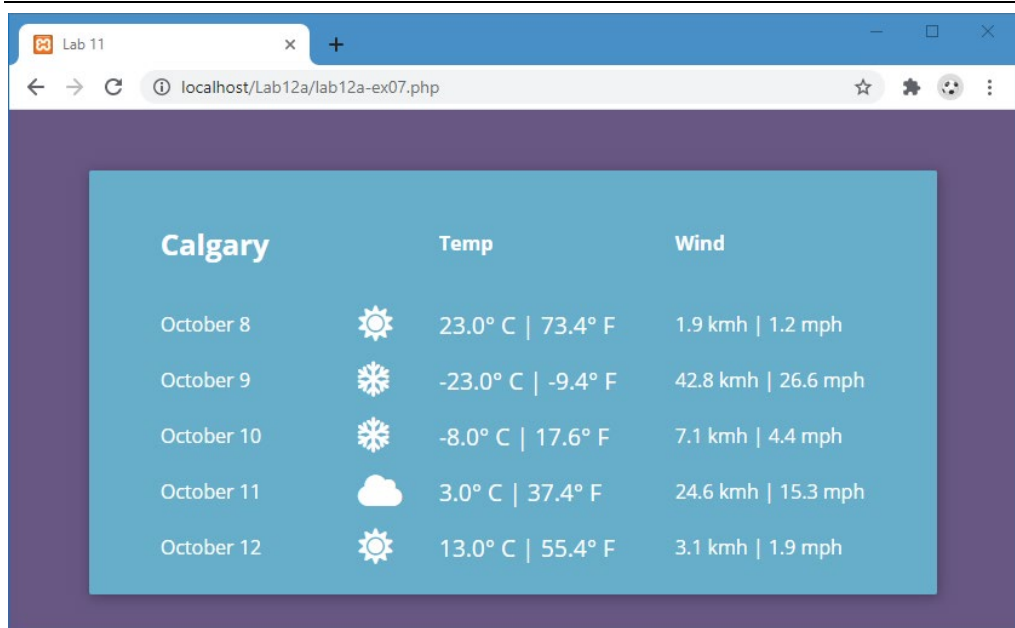 Lab 11
localhost/Lab12a/lab12a-ex07.php
Calgary Temp Wind
October 8 23.0° C | 73.4° F 1.9 kmh | 1.2 mph
October 9 -23.0° C | -9.4° F 42.8 kmh | 26.6 mph
October 10 -8.0° C | 17.6° F 7.1 kmh | 4.4 mph
October 11 3.0° C | 37.4° F 24.6 kmh | 15.3 mph
October 12 13.0° C | 55.4° F 3.1 kmh | 1.9 mph